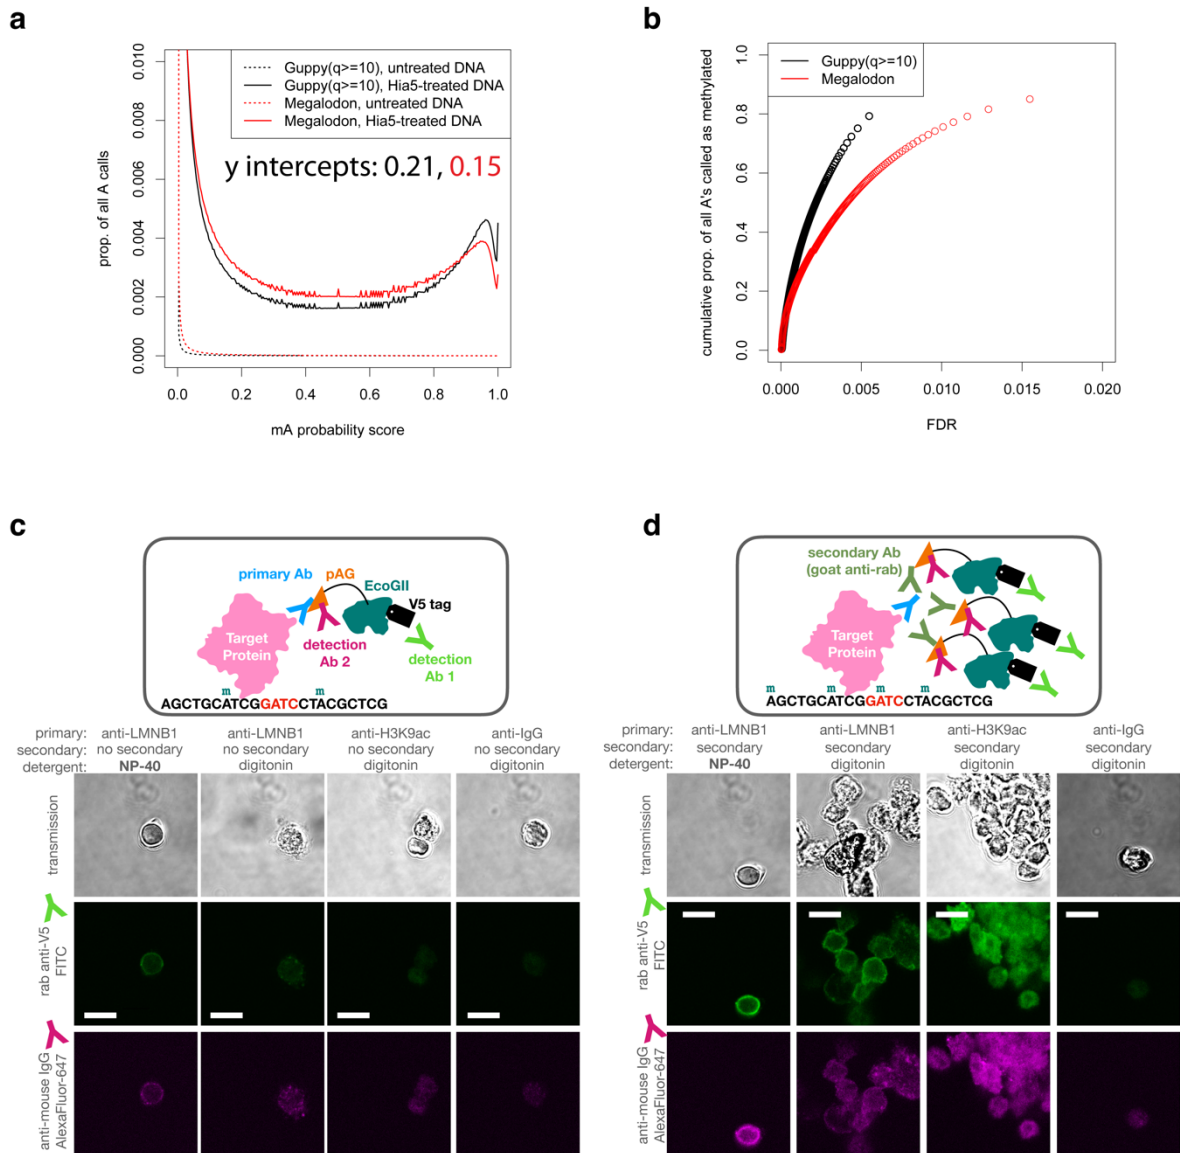 a
0.010
0.008
0.006
0.004
0.002
0.000
prop. of all A calls
Guppy(q>=10), untreated DNA
Guppy(q>=10), Hia5-treated DNA
Megalodon, untreated DNA
Megalodon, Hia5-treated DNA
y intercepts: 0.21, 0.15
0.0 0.2 0.4 0.6 0.8 1.0
mA probability score
b
1.0
0.8
0.6
0.4
0.2
0.0
cumulative prop. of all A's called as methylated
Guppy(q>=10)
Megalodon
0.000 0.005 0.010 0.015 0.020
FDR
c
primary Ab
pAG
EcoGII
V5 tag
Target
Protein
detection
Ab 2
detection
Ab 1
m m
AGCTGCATCGGATCCTACGCTCG
primary: anti-LMNB1 anti-LMNB1 anti-H3K9ac anti-IgG
secondary: no secondary no secondary no secondary no secondary
detergent: NP-40 digitonin digitonin digitonin
transmission
rab anti-V5
FITC
anti-mouse IgG
AlexaFluor-647
d
secondary Ab
(goat anti-rab)
Target
Protein
m m m m
AGCTGCATCGGATCCTACGCTCG
primary: anti-LMNB1 anti-LMNB1 anti-H3K9ac anti-IgG
secondary: secondary secondary secondary secondary
detergent: NP-40 digitonin digitonin digitonin
transmission
rab anti-V5
FITC
anti-mouse IgG
AlexaFluor-647